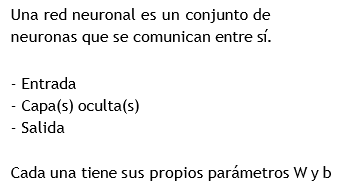 Una red neuronal es un conjunto de
neuronas que se comunican entre sí.
- Entrada
- Capa(s) oculta(s)
- Salida
Cada una tiene sus propios parámetros W y b